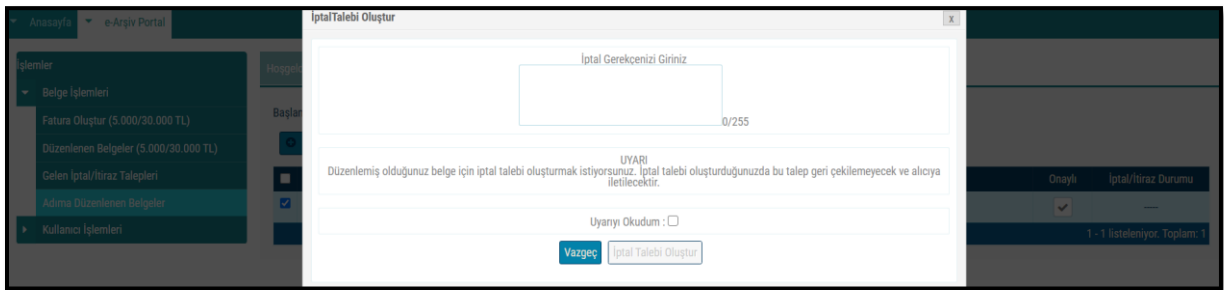 Anasayfa
e-Arşiv Portal
İptalTalebi Oluştur
x
İşlemler
Belge İşlemleri
Fatura Oluştur (5.000/30.000 TL)
Düzenlenen Belgeler (5.000/30.000 TL)
Gelen İptal/İtiraz Talepleri
Adıma Düzenlenen Belgeler
Kullanıcı İşlemleri
İptal Gerekçenizi Giriniz
0/255
UYARI
Düzenlemiş olduğunuz belge için iptal talebi oluşturmak istiyorsunuz. İptal talebi oluşturduğunuzda bu talep geri çekilemeyecek ve alıcıya
iletilecektir.
Uyarıyı Okudum :
Vazgeç
İptal Talebi Oluştur
Onaylı
İptal/İtiraz Durumu
----
1 - 1 listeleniyor. Toplam: 1